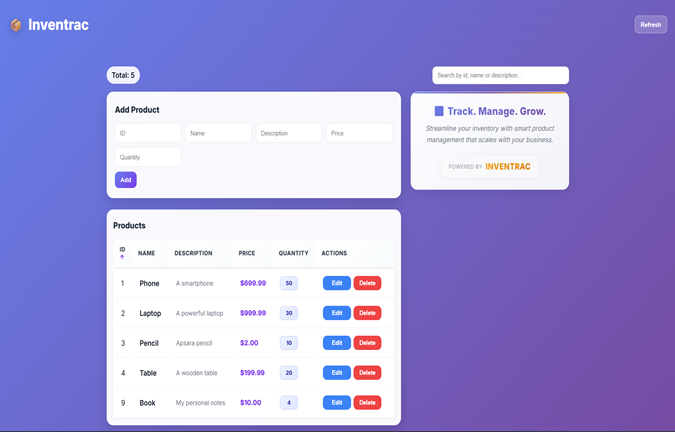 Inventrac
Refresh
Total: 5
Search by id, name or description...
Add Product
ID Name Description Price
Quantity
Add
Track. Manage. Grow.
Streamline your inventory with smart product
management that scales with your business.
POWERED BY INVENTRAC
Products
ID ↑ NAME DESCRIPTION PRICE QUANTITY ACTIONS
1 Phone A smartphone $699.99 50 Edit Delete
2 Laptop A powerful laptop $999.99 30 Edit Delete
3 Pencil Apsara pencil $2.00 10 Edit Delete
4 Table A wooden table $199.99 20 Edit Delete
9 Book My personal notes $10.00 4 Edit Delete